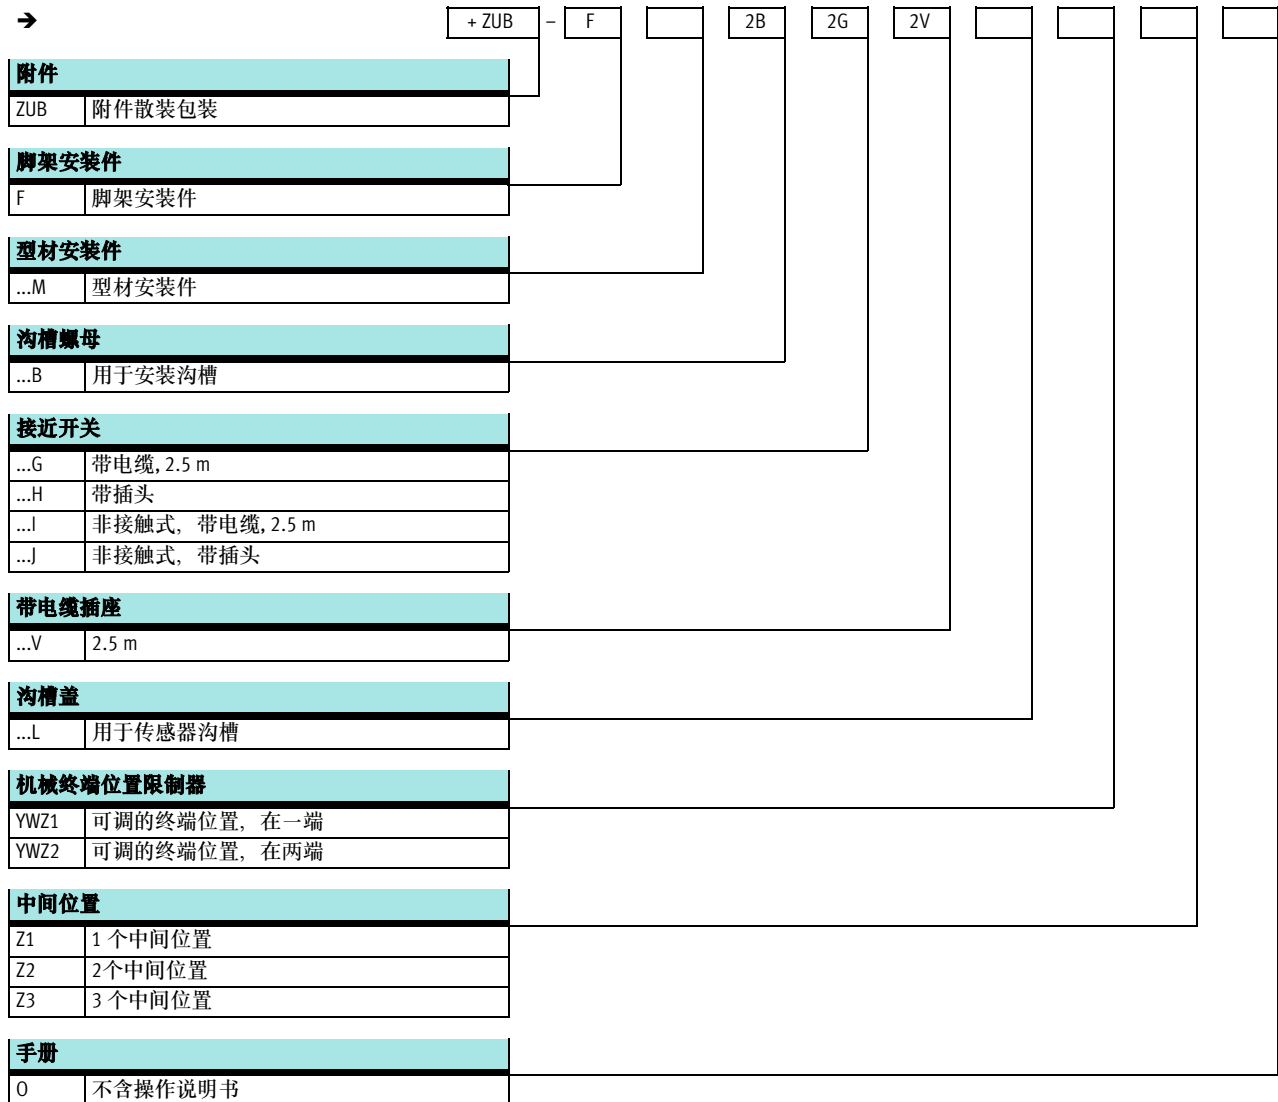 ➔ + ZUB – F 2B 2G 2V
附件
ZUB 附件散装包装
脚架安装件
F 脚架安装件
型材安装件
...M 型材安装件
沟槽螺母
...B 用于安装沟槽
接近开关
...G 带电缆, 2.5 m
...H 带插头
...I 非接触式，带电缆, 2.5 m
...J 非接触式，带插头
带电缆插座
...V 2.5 m
沟槽盖
...L 用于传感器沟槽
机械终端位置限制器
YWZ1 可调的终端位置，在一端
YWZ2 可调的终端位置，在两端
中间位置
Z1 1 个中间位置
Z2 2个中间位置
Z3 3 个中间位置
手册
O 不含操作说明书